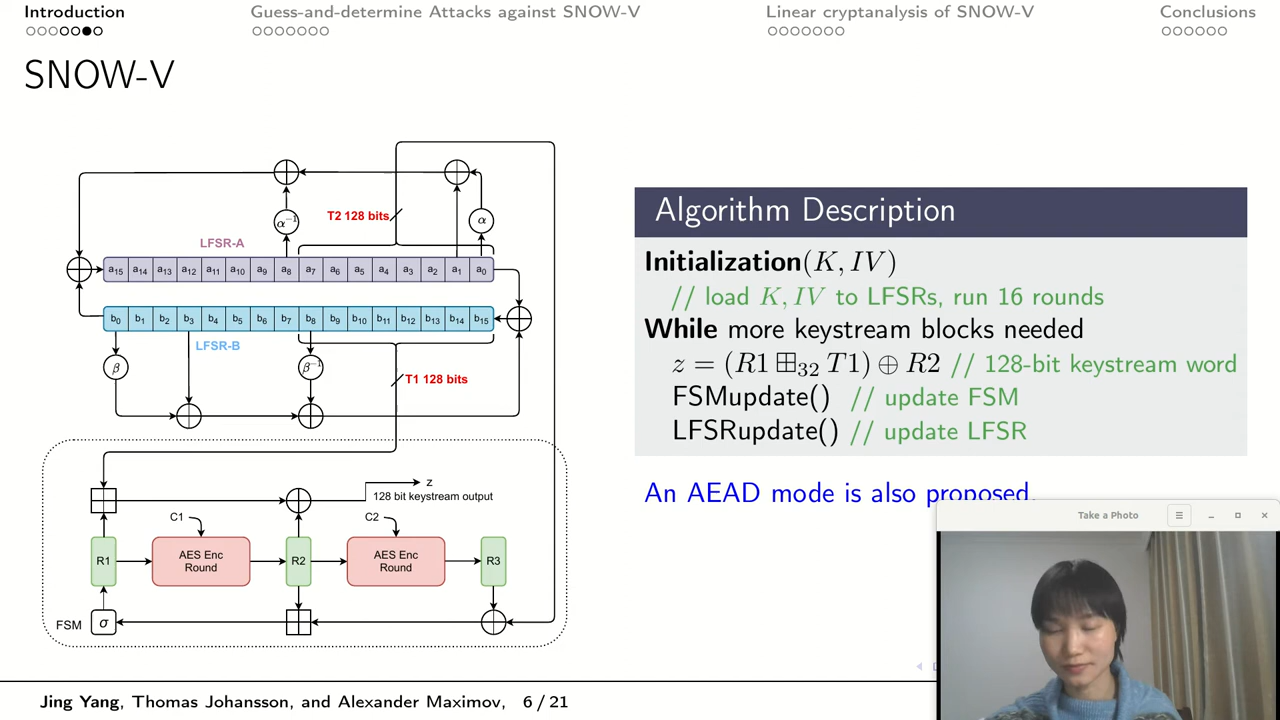 Introduction
Guess-and-determine Attacks against SNOW-V
Linear cryptanalysis of SNOW-V
Conclusions
SNOW-V
T2 128 bits
α⁻¹
α
LFSR-A
a15 a14 a13 a12 a11 a10 a9 a8 a7 a6 a5 a4 a3 a2 a1 a0
b0 b1 b2 b3 b4 b5 b6 b7 b8 b9 b10 b11 b12 b13 b14 b15
LFSR-B
β
β⁻¹
T1 128 bits
z
128 bit keystream output
C1
C2
R1
AES Enc
Round
R2
AES Enc
Round
R3
FSM
σ
Algorithm Description
Initialization(K, IV)
// load K, IV to LFSRs, run 16 rounds
While more keystream blocks needed
z = (R1 ⊞₃₂ T1) ⊕ R2 // 128-bit keystream word
FSMupdate() // update FSM
LFSRupdate() // update LFSR
An AEAD mode is also proposed.
Take a Photo
Jing Yang, Thomas Johansson, and Alexander Maximov, 6 / 21